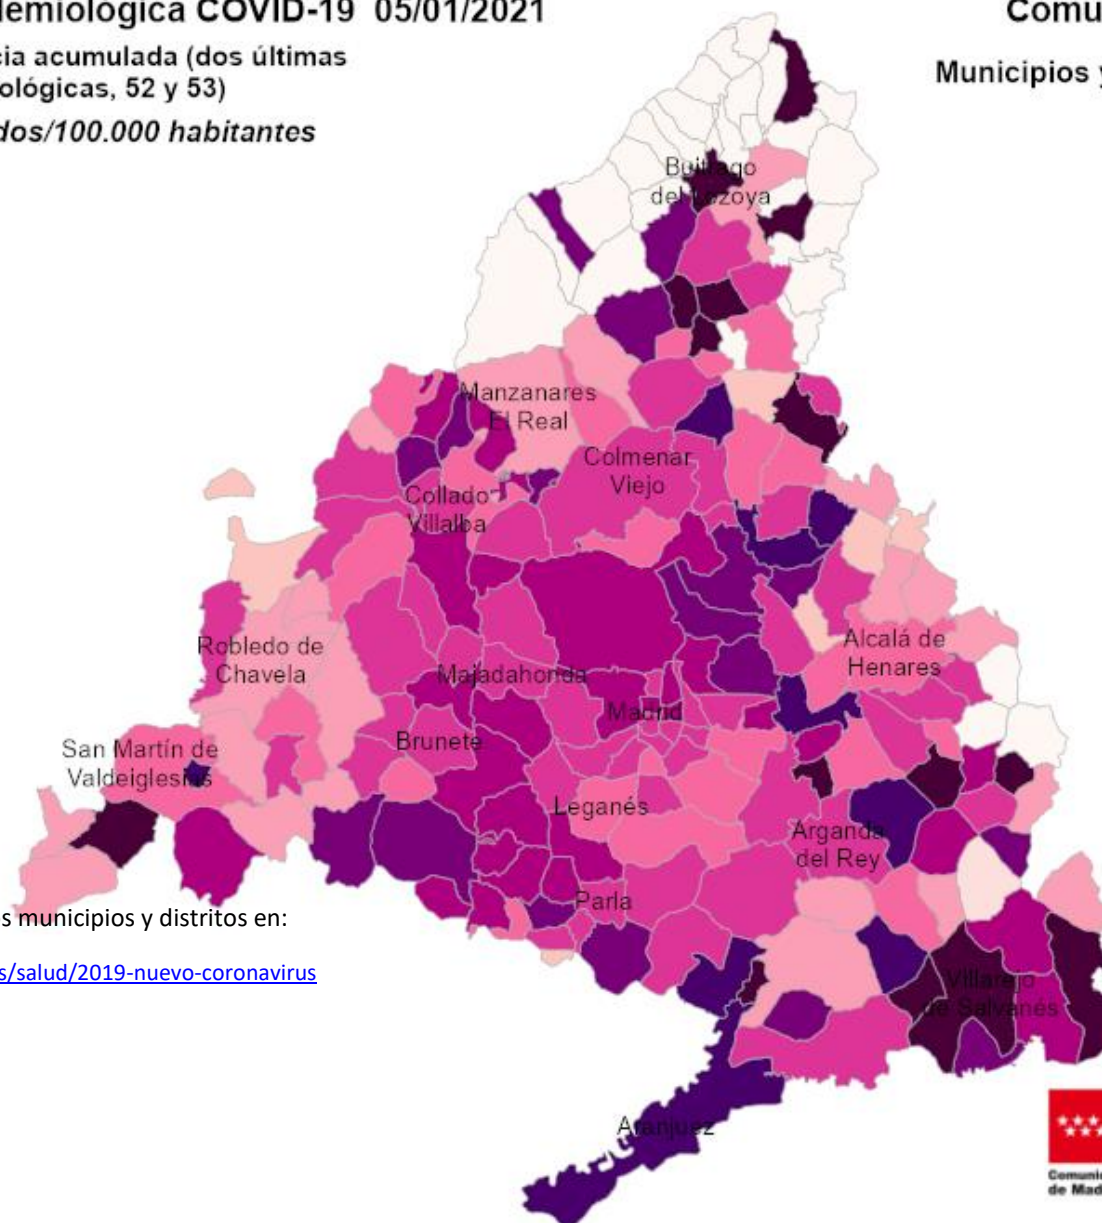 demiológica COVID-19 05/01/2021
Comu
cia acumulada (dos últimas
ológicas, 52 y 53)
Municipios y
dos/100.000 habitantes
Buitrago
del Lozoya
Manzanares
El Real
Colmenar
Viejo
Collado
Villalba
Robledo de
Chavela
Alcalá de
Henares
Majadahonda
Madrid
Brunete
San Martín de
Valdeiglesias
Leganés
Arganda
del Rey
Parla
s municipios y distritos en:
s/salud/2019-nuevo-coronavirus
Villarejo
de Salvanés
Aranjuez
Comunid
de Mad